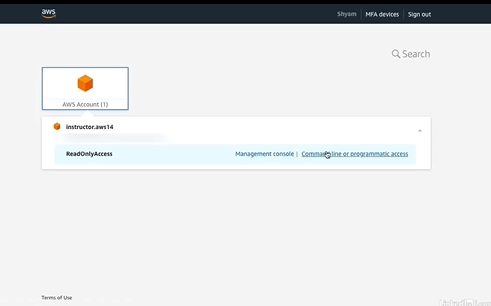 aws
Shyam | MFA devices | Sign out
Search
AWS Account (1)
instructor.aws14
ReadOnlyAccess
Management console | Command line or programmatic access
Terms of Use